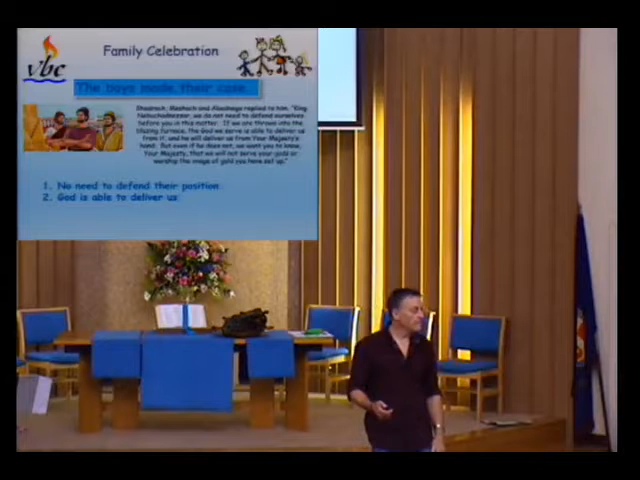 Family Celebration
vbc
The boys made their case...
Shadrach, Meshach and Abednego replied to him, "King
Nebuchadnezzar, we do not need to defend ourselves
before you in this matter. If we are thrown into the
blazing furnace, the God we serve is able to deliver us
from it, and he will deliver us from Your Majesty's
hand. But even if he does not, we want you to know,
Your Majesty, that we will not serve your gods or
worship the image of gold you have set up."
1. No need to defend their position.
2. God is able to deliver us